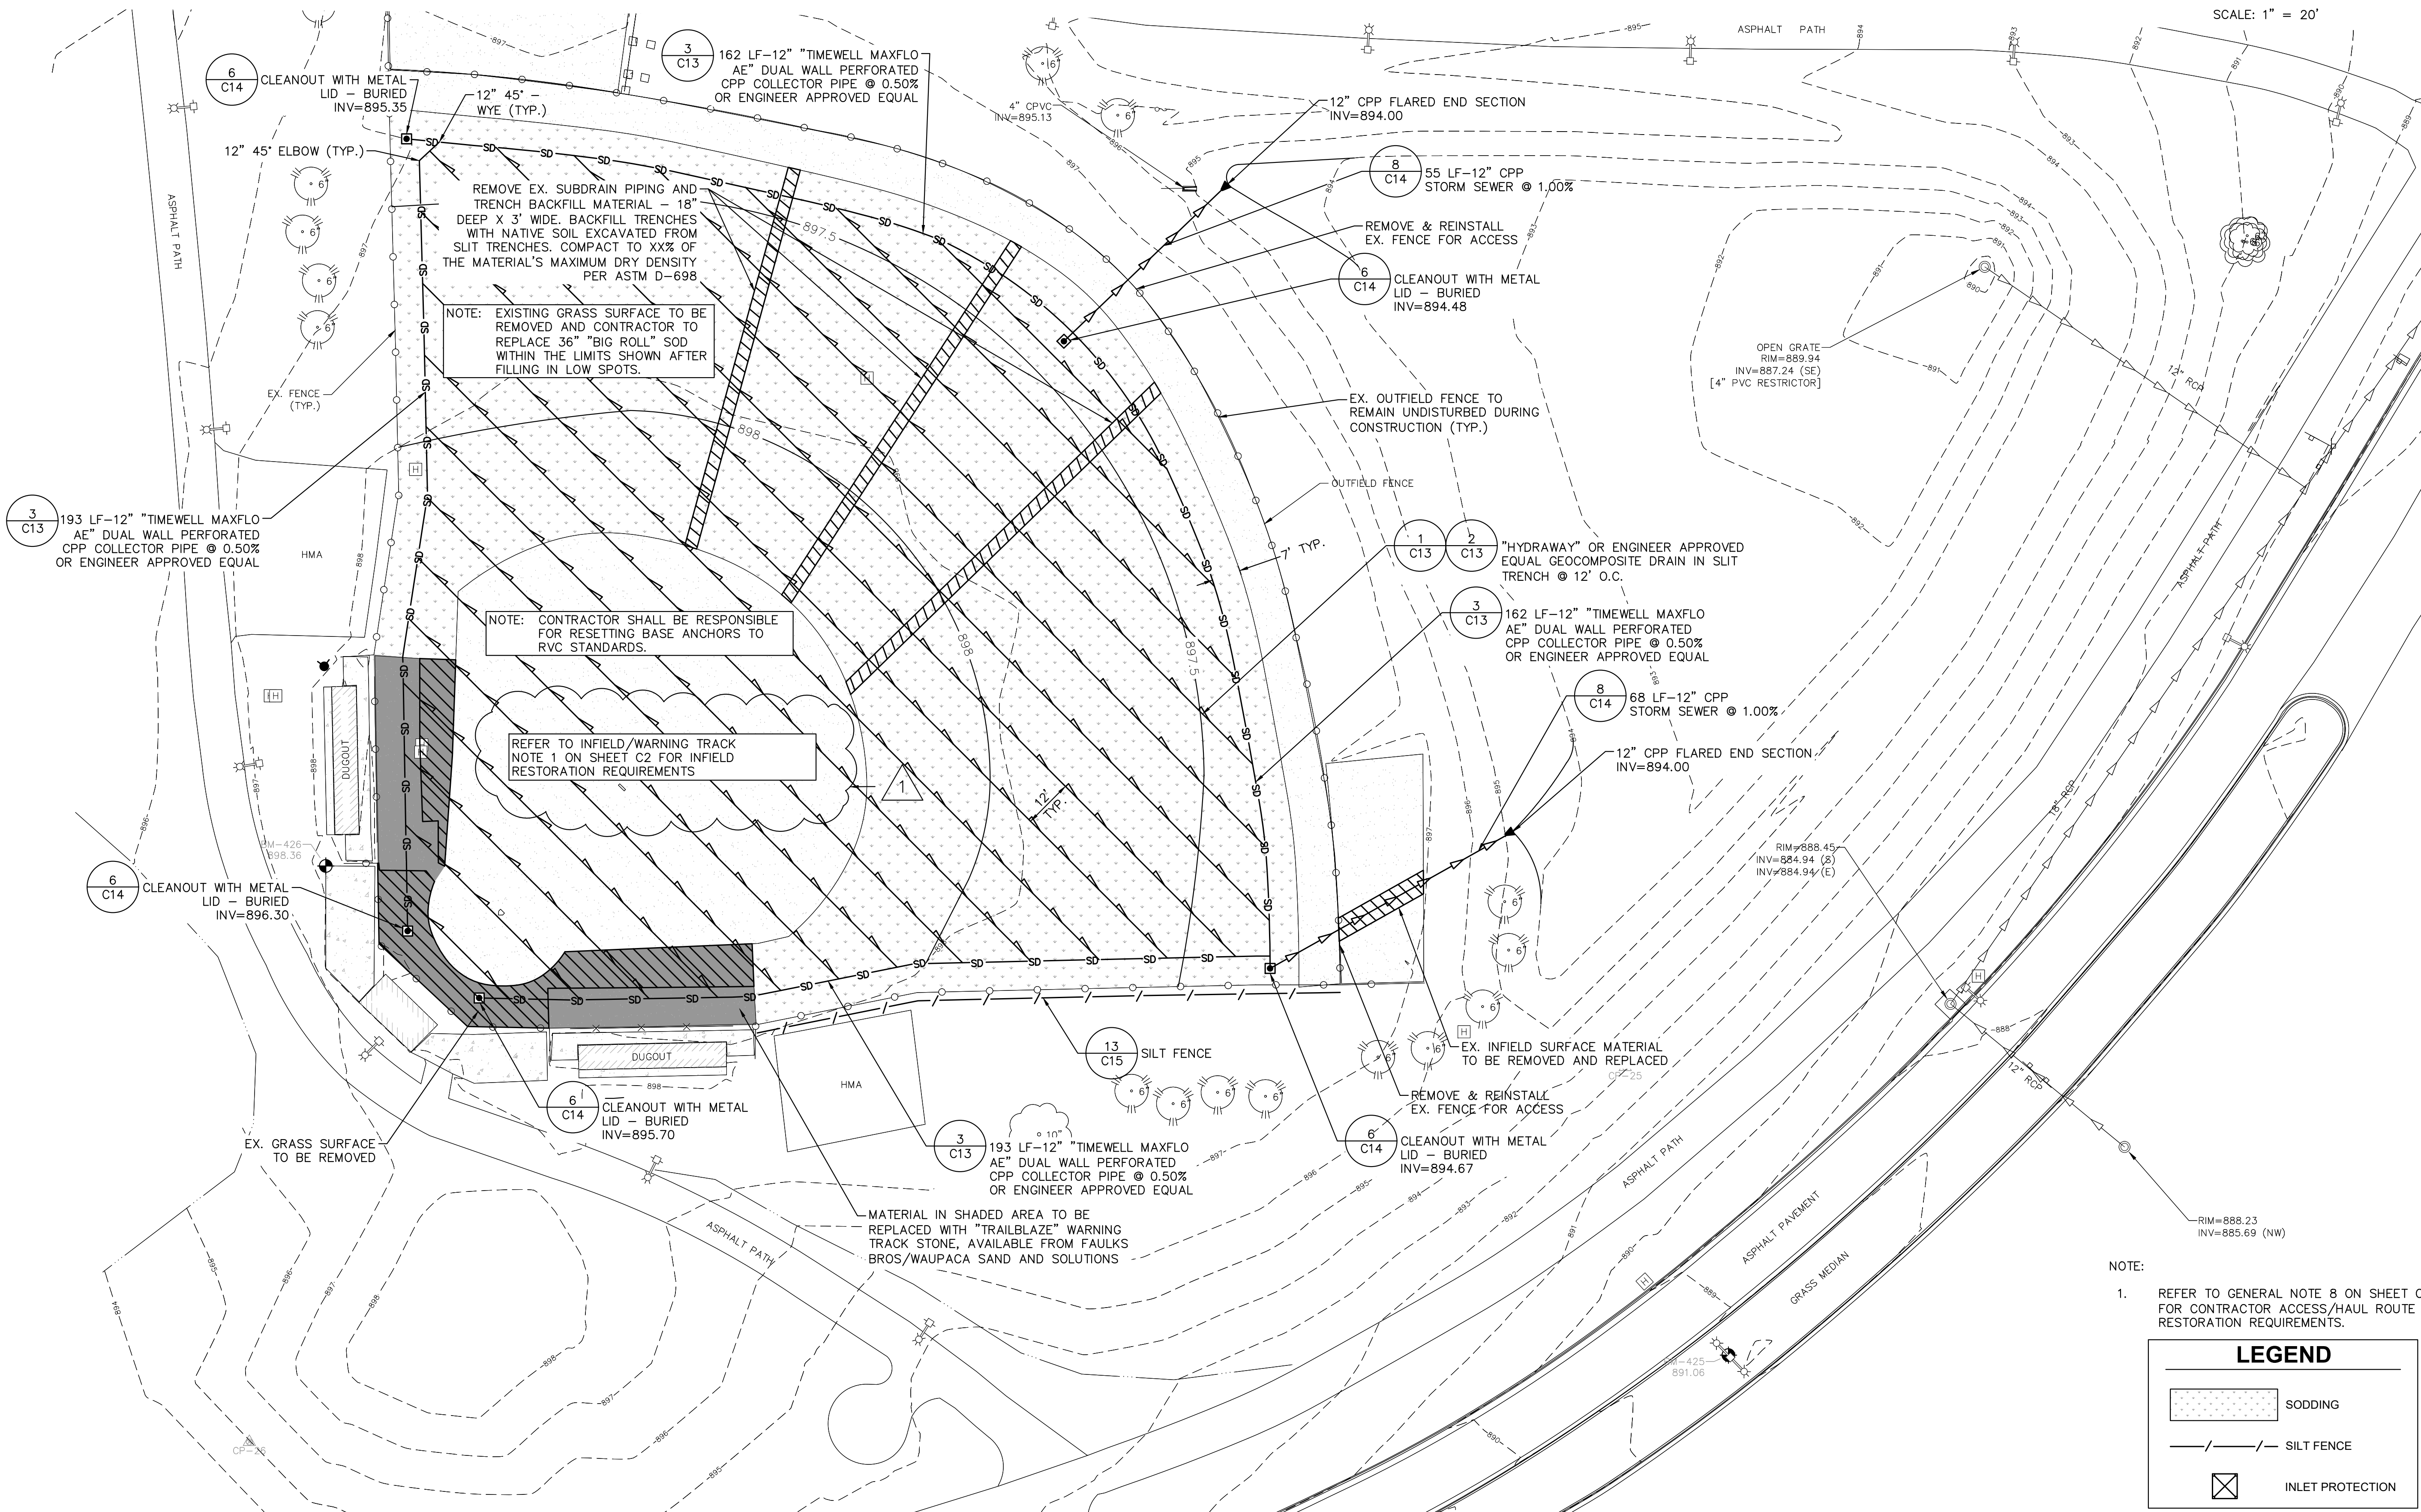 SCALE: 1" = 20'
6
C14
CLEANOUT WITH METAL
LID – BURIED
INV=895.35
12" 45° –
WYE (TYP.)
12" 45° ELBOW (TYP.)
3
C13
162 LF–12" "TIMEWELL MAXFLO
AE" DUAL WALL PERFORATED
CPP COLLECTOR PIPE @ 0.50%
OR ENGINEER APPROVED EQUAL
4" CPVC
INV=895.13
12" CPP FLARED END SECTION
INV=894.00
8
C14
55 LF–12" CPP
STORM SEWER @ 1.00%
REMOVE & REINSTALL
EX. FENCE FOR ACCESS
6
C14
CLEANOUT WITH METAL
LID – BURIED
INV=894.48
ASPHALT PATH
ASPHALT PATH
REMOVE EX. SUBDRAIN PIPING AND
TRENCH BACKFILL MATERIAL – 18"
DEEP X 3' WIDE. BACKFILL TRENCHES
WITH NATIVE SOIL EXCAVATED FROM
SLIT TRENCHES. COMPACT TO XX% OF
THE MATERIAL'S MAXIMUM DRY DENSITY
PER ASTM D–698
NOTE: EXISTING GRASS SURFACE TO BE
REMOVED AND CONTRACTOR TO
REPLACE 36" "BIG ROLL" SOD
WITHIN THE LIMITS SHOWN AFTER
FILLING IN LOW SPOTS.
EX. FENCE
(TYP.)
897.5
898
OPEN GRATE
RIM=889.94
INV=887.24 (SE)
[4" PVC RESTRICTOR]
12" RCP
EX. OUTFIELD FENCE TO
REMAIN UNDISTURBED DURING
CONSTRUCTION (TYP.)
OUTFIELD FENCE
7' TYP.
3
C13
193 LF–12" "TIMEWELL MAXFLO
AE" DUAL WALL PERFORATED
CPP COLLECTOR PIPE @ 0.50%
OR ENGINEER APPROVED EQUAL
HMA
1
C13
2
C13
"HYDRAWAY" OR ENGINEER APPROVED
EQUAL GEOCOMPOSITE DRAIN IN SLIT
TRENCH @ 12' O.C.
3
C13
162 LF–12" "TIMEWELL MAXFLO
AE" DUAL WALL PERFORATED
CPP COLLECTOR PIPE @ 0.50%
OR ENGINEER APPROVED EQUAL
ASPHALT PATH
NOTE: CONTRACTOR SHALL BE RESPONSIBLE
FOR RESETTING BASE ANCHORS TO
RVC STANDARDS.
898
897.5
8
C14
68 LF–12" CPP
STORM SEWER @ 1.00%
12" CPP FLARED END SECTION
INV=894.00
REFER TO INFIELD/WARNING TRACK
NOTE 1 ON SHEET C2 FOR INFIELD
RESTORATION REQUIREMENTS
1
12'
TYP.
DUGOUT
18" RCP
898.36
RIM=888.45
INV=884.94 (S)
INV=884.94 (E)
6
C14
CLEANOUT WITH METAL
LID – BURIED
INV=896.30
13
C15
SILT FENCE
DUGOUT
HMA
EX. INFIELD SURFACE MATERIAL
TO BE REMOVED AND REPLACED
CP–25
REMOVE & REINSTALL
EX. FENCE FOR ACCESS
12" RCP
6
C14
CLEANOUT WITH METAL
LID – BURIED
INV=895.70
EX. GRASS SURFACE
TO BE REMOVED
10"
3
C13
193 LF–12" "TIMEWELL MAXFLO
AE" DUAL WALL PERFORATED
CPP COLLECTOR PIPE @ 0.50%
OR ENGINEER APPROVED EQUAL
6
C14
CLEANOUT WITH METAL
LID – BURIED
INV=894.67
ASPHALT PATH
ASPHALT PAVEMENT
GRASS MEDIAN
MATERIAL IN SHADED AREA TO BE
REPLACED WITH "TRAILBLAZE" WARNING
TRACK STONE, AVAILABLE FROM FAULKS
BROS/WAUPACA SAND AND SOLUTIONS
ASPHALT PATH
RIM=888.23
INV=885.69 (NW)
891.06
CP–26
NOTE:
1. REFER TO GENERAL NOTE 8 ON SHEET
FOR CONTRACTOR ACCESS/HAUL ROUTE
RESTORATION REQUIREMENTS.
LEGEND
SODDING
SILT FENCE
INLET PROTECTION